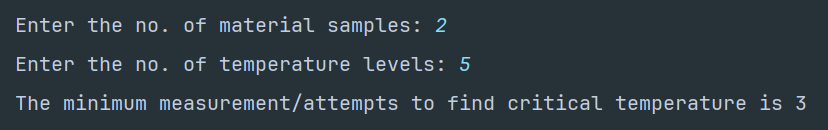 Enter the no. of material samples: 2
Enter the no. of temperature levels: 5
The minimum measurement/attempts to find critical temperature is 3